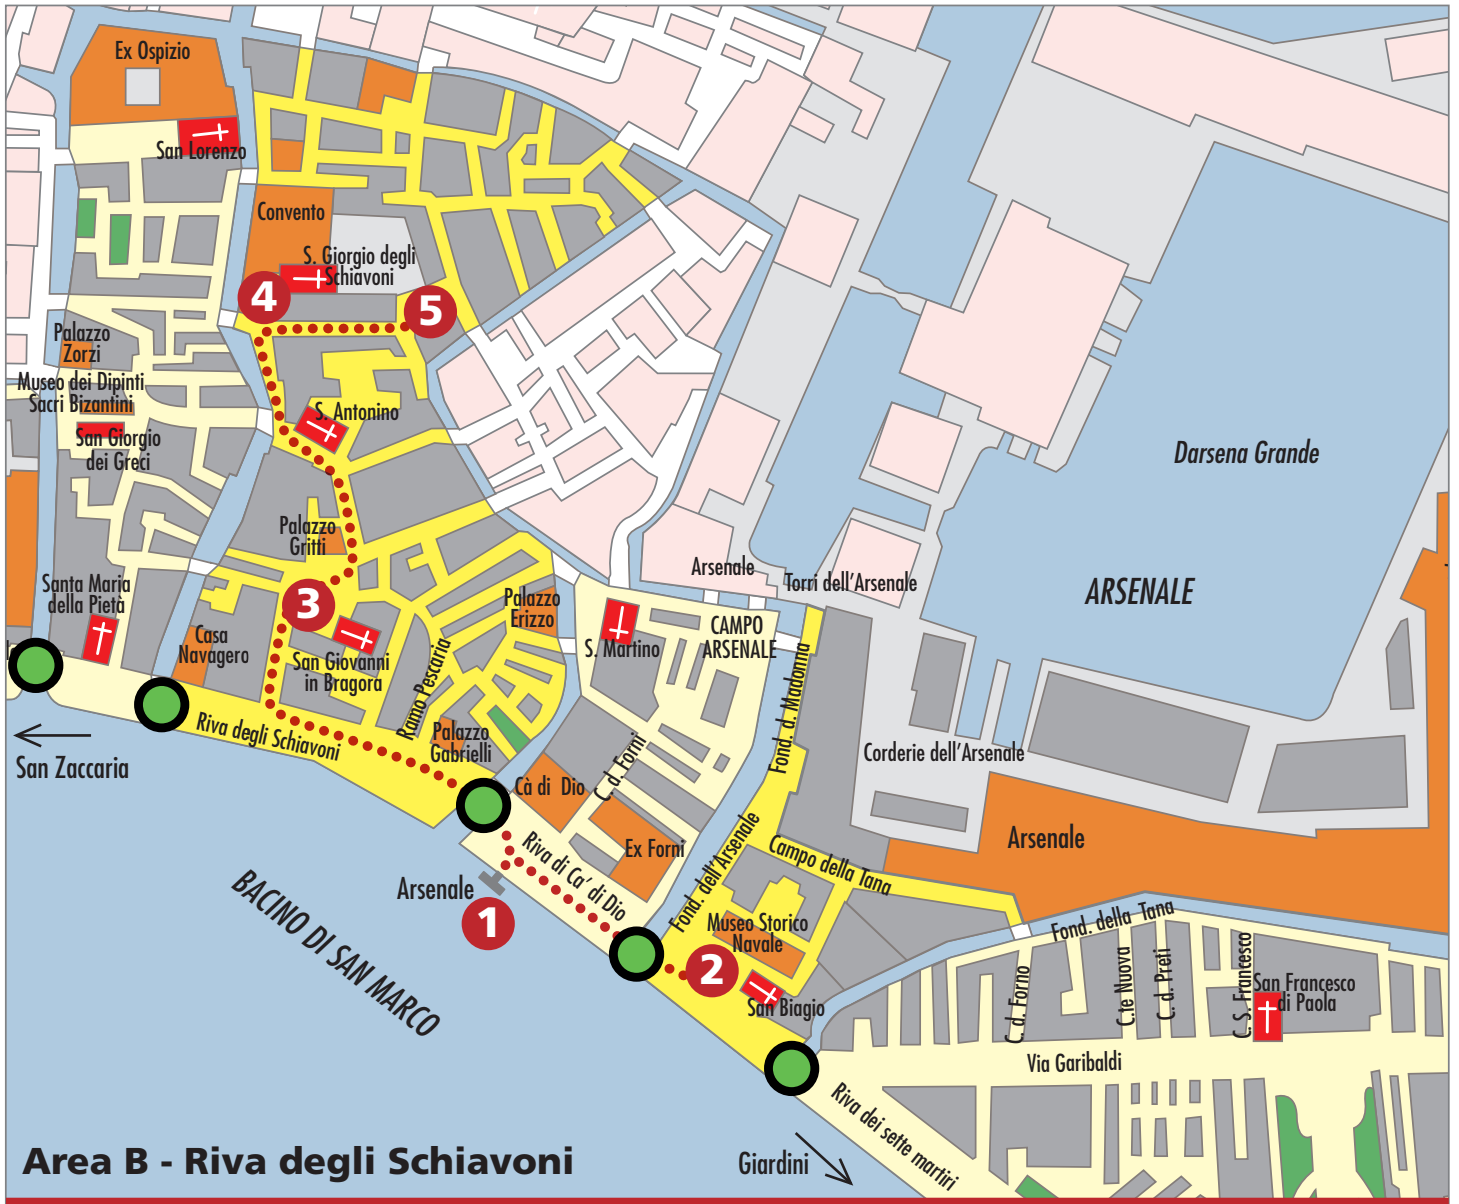 Ex Ospizio
San Lorenzo
Convento
S. Giorgio degli
Schiavoni
4
5
Palazzo
Zorzi
Museo dei Dipinti
Sacri Bizantini
San Giorgio
dei Greci
S. Antonino
Darsena Grande
Palazzo
Gritti
Arsenale
Torri dell'Arsenale
ARSENALE
Santa Maria
della Pietà
3
Palazzo
Erizzo
CAMPO
ARSENALE
S. Martino
Casa
Navagero
San Giovanni
in Bragora
Ramo Pescaria
Fond. d. Madonna
Riva degli Schiavoni
Palazzo
Gabrielli
San Zaccaria
Corderie dell'Arsenale
Cà di Dio
C. d. Forni
Arsenale
Ex Forni
Riva di Ca' di Dio
Fond. dell'Arsenale
Campo della Tana
Arsenale
1
BACINO DI SAN MARCO
Museo Storico
Navale
2
San Biagio
Fond. della Tana
C. d. Forno
C.te Nuova
C. d. Preti
C. S. Francesco
San Francesco
di Paola
Via Garibaldi
Riva dei sette martiri
Giardini
Area B - Riva degli Schiavoni